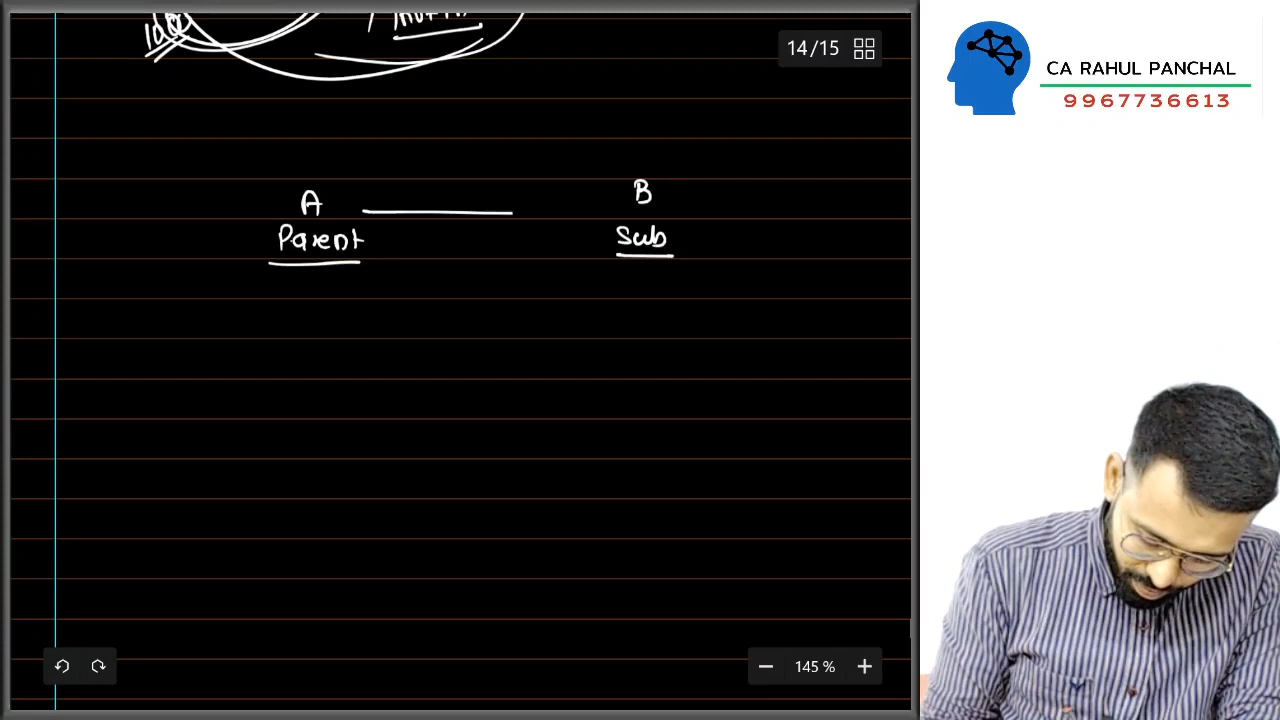 14/15
CA RAHUL PANCHAL
9967736613
A B
Parent Sub
145 %